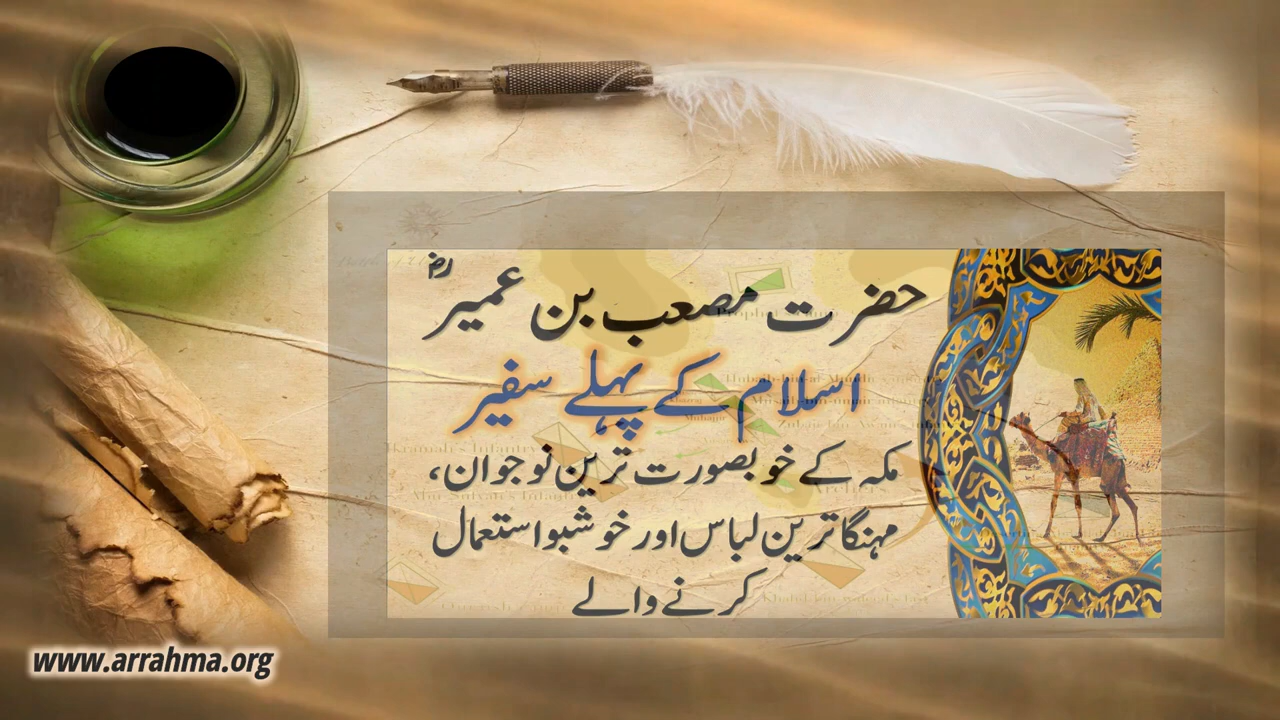 حضرت مصعب بن عمیرؓ
اسلام کے پہلے سفیر
مکہ کے خوبصورت ترین نوجوان،
مہنگا ترین لباس اور خوشبو استعمال
کرنے والے
www.arrahma.org